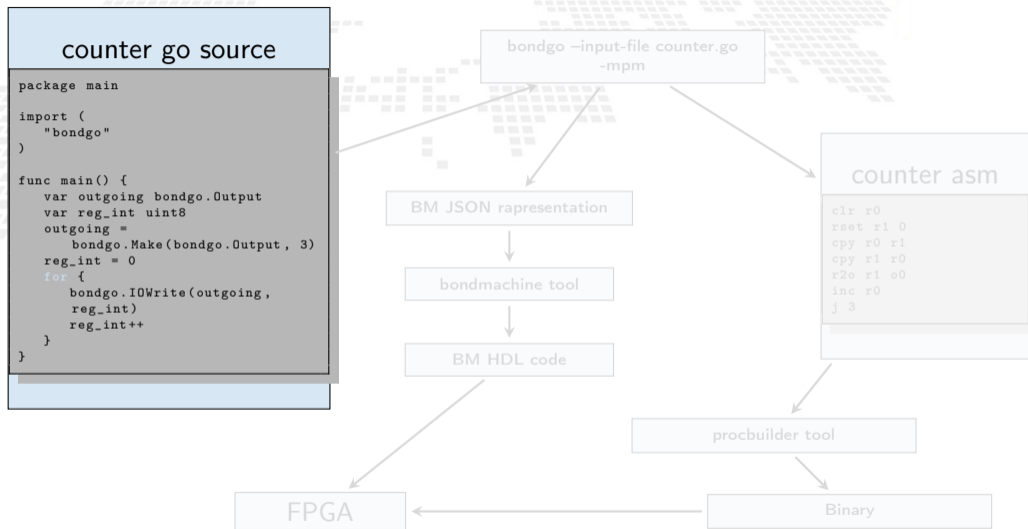 counter go source
package main
import (
"bondgo"
)
func main() {
var outgoing bondgo.Output
var reg_int uint8
outgoing =
bondgo.Make(bondgo.Output, 3)
reg_int = 0
for {
bondgo.IOWrite(outgoing,
reg_int)
reg_int++
}
}
bondgo –input-file counter.go
-mpm
BM JSON rapresentation
bondmachine tool
BM HDL code
FPGA
counter asm
clr r0
rset r1 0
cpy r0 r1
cpy r1 r0
r2o r1 o0
inc r0
j 3
procbuilder tool
Binary